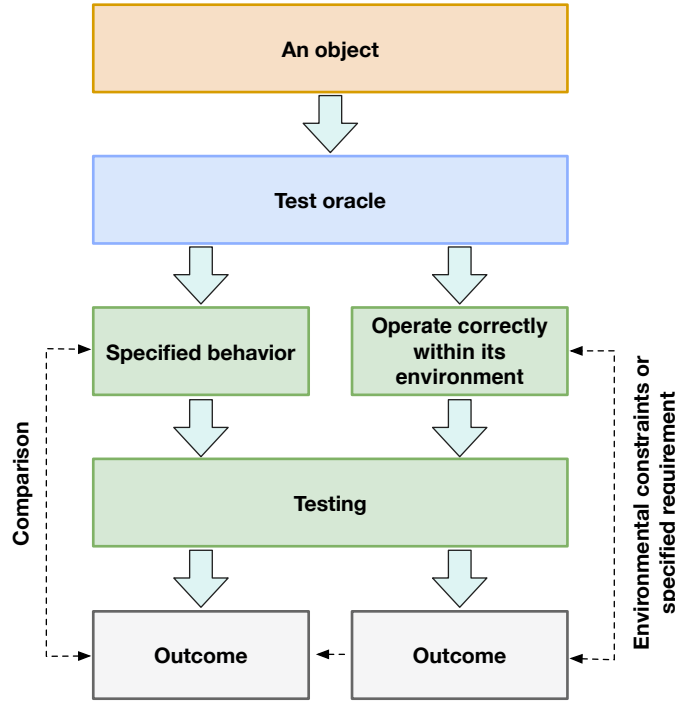 An object
Test oracle
Specified behavior
Operate correctly
within its
environment
Testing
Outcome
Outcome
Comparison
Environmental constraints or
specified requirement